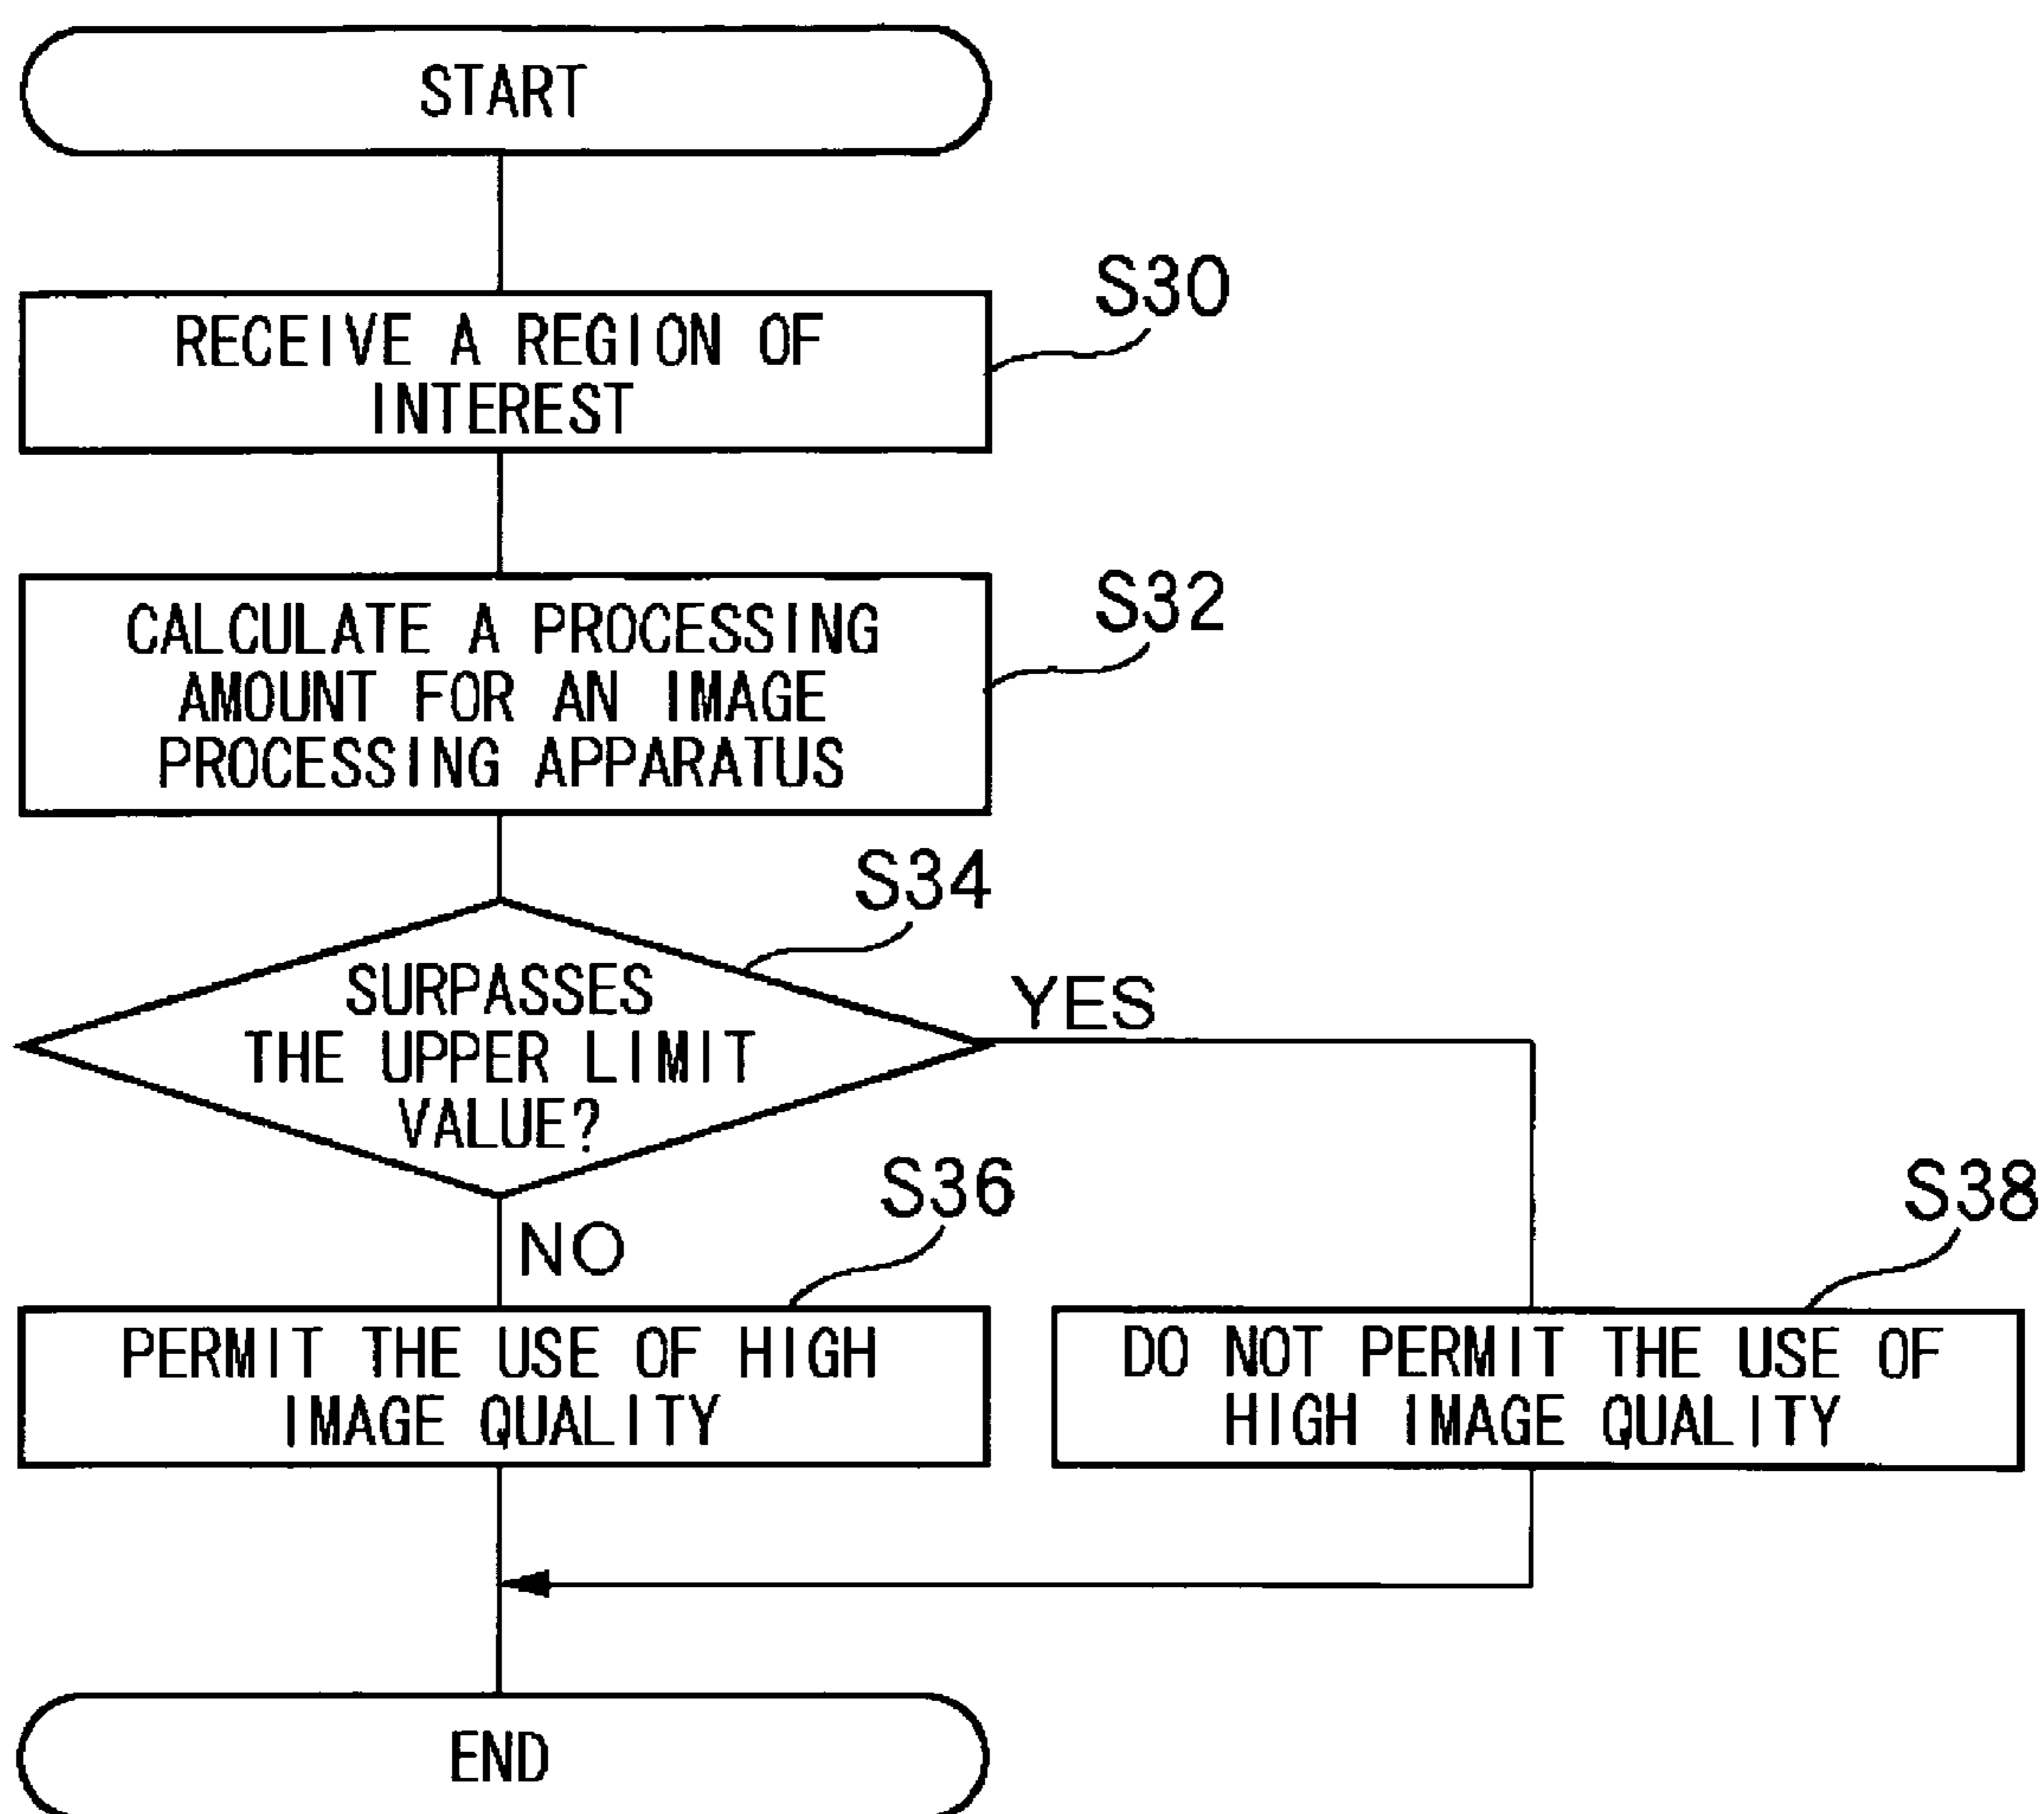 START
S30
RECEIVE A REGION OF
INTEREST
S32
CALCULATE A PROCESSING
AMOUNT FOR AN IMAGE
PROCESSING APPARATUS
S34
SURPASSES
THE UPPER LIMIT
VALUE?
YES
NO
S36
PERMIT THE USE OF HIGH
IMAGE QUALITY
S38
DO NOT PERMIT THE USE OF
HIGH IMAGE QUALITY
END